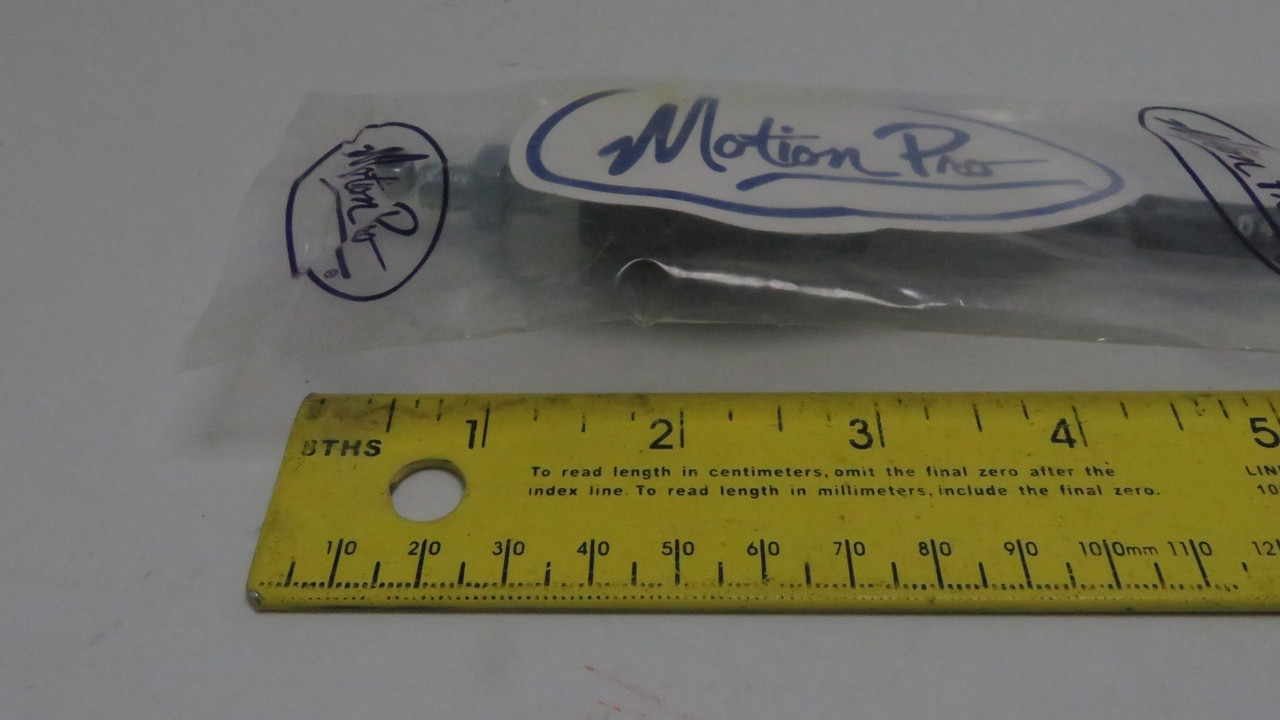 Motion Pro
Motion Pro
®
04
8THS 1 2 3 4 5
To read length in centimeters, omit the final zero after the
index line. To read length in millimeters, include the final zero.
10 20 30 40 50 60 70 80 90 100mm 110